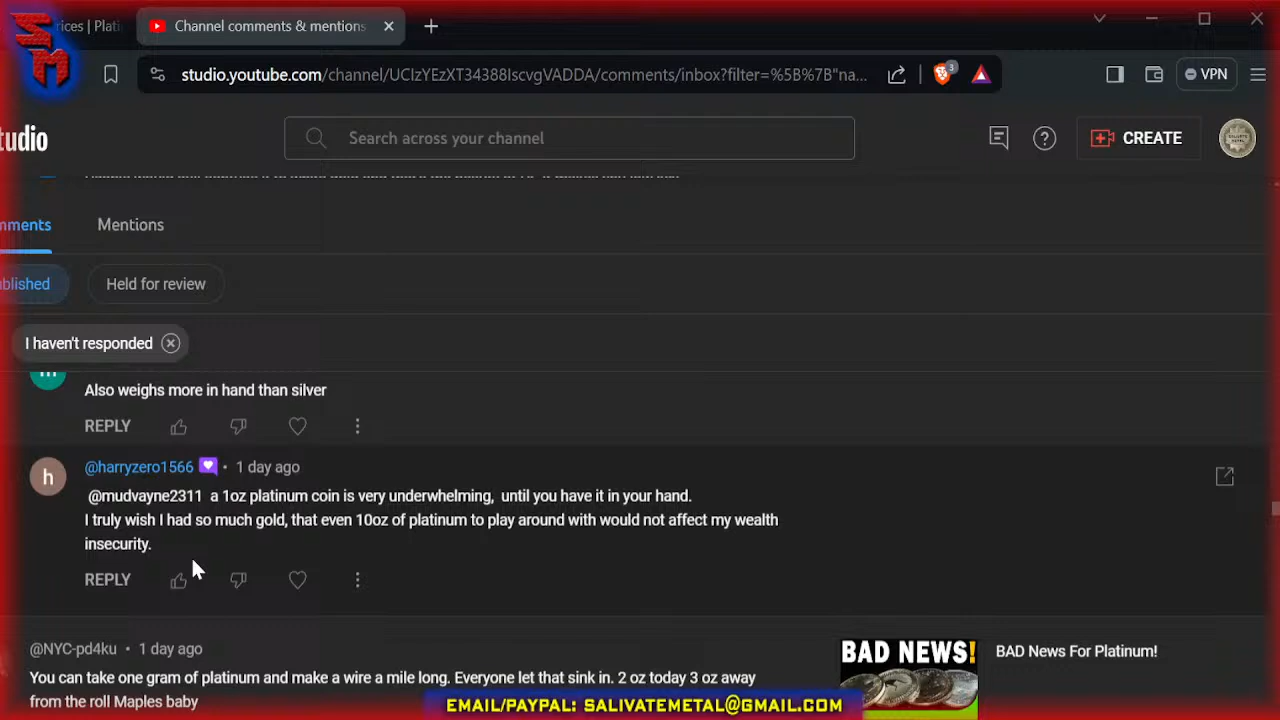 rices | Plati
Channel comments & mentions
SM
studio.youtube.com/channel/UCIzYEzXT34388IscvgVADDA/comments/inbox?filter=%5B%7B"na...
3
VPN
tudio
Search across your channel
CREATE
mments
Mentions
ublished
Held for review
I haven't responded
Also weighs more in hand than silver
REPLY
h
@harryzero1566 • 1 day ago
@mudvayne2311 a 1oz platinum coin is very underwhelming, until you have it in your hand.
I truly wish I had so much gold, that even 10oz of platinum to play around with would not affect my wealth
insecurity.
REPLY
@NYC-pd4ku • 1 day ago
You can take one gram of platinum and make a wire a mile long. Everyone let that sink in. 2 oz today 3 oz away
from the roll Maples baby
BAD NEWS!
BAD News For Platinum!
EMAIL/PAYPAL: SALIVATEMETAL@GMAIL.COM